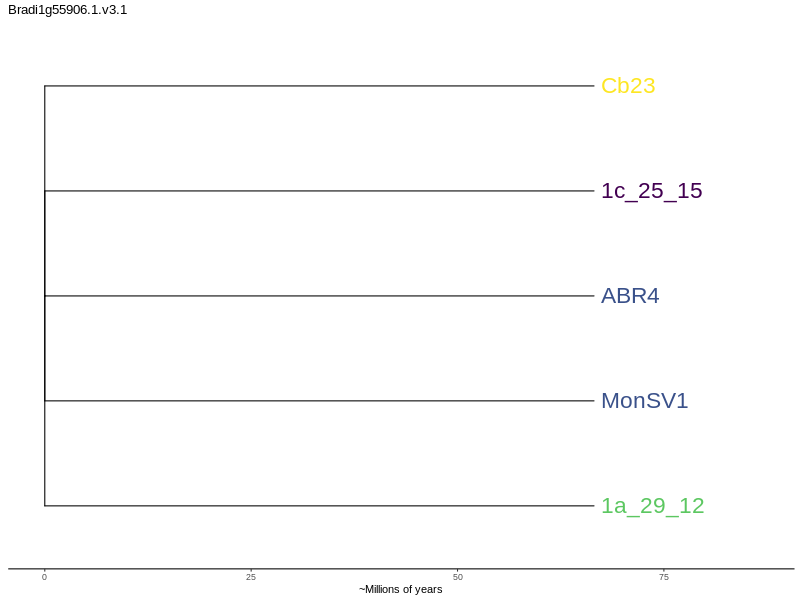 Bradi1g55906.1.v3.1
Cb23
1c_25_15
ABR4
MonSV1
1a_29_12
0 25 50 75
~Millions of years